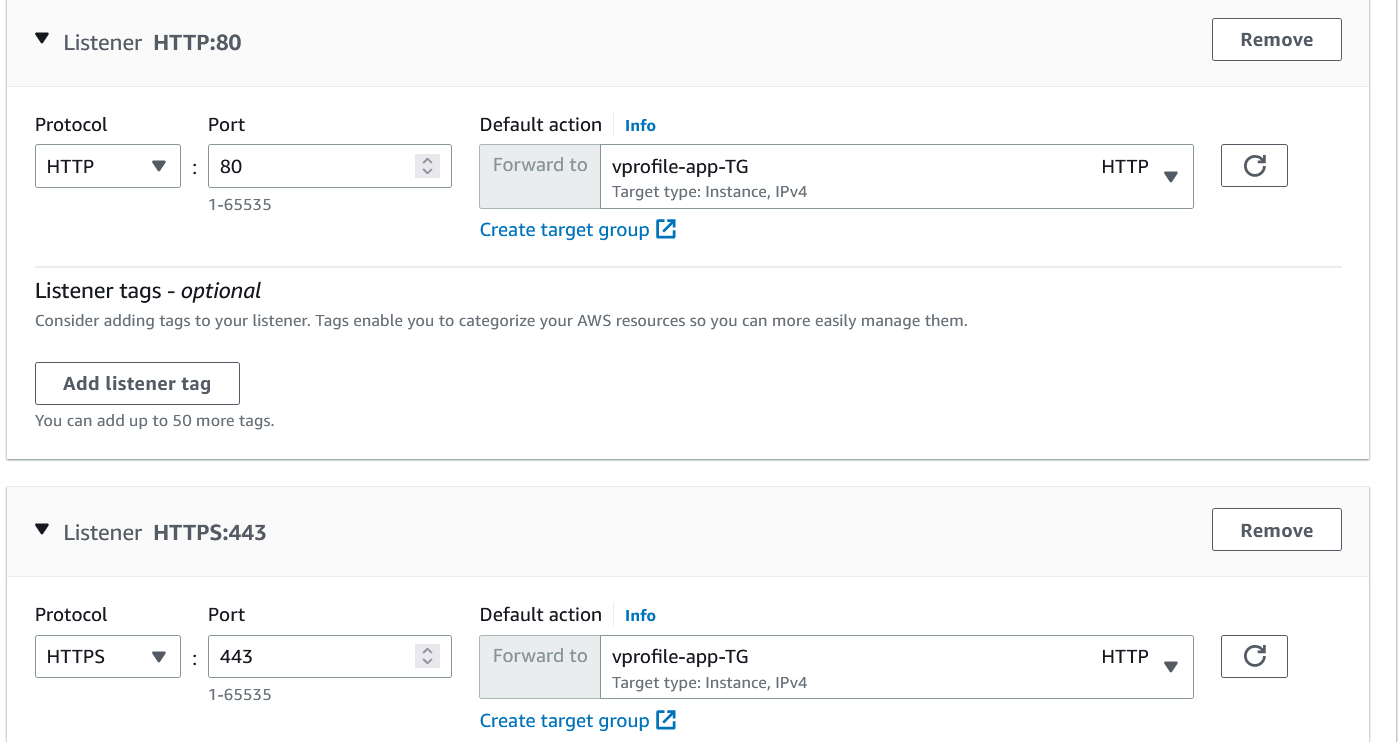 Listener HTTP:80 Remove
Protocol Port Default action Info
HTTP : 80 Forward to vprofile-app-TG HTTP
Target type: Instance, IPv4
1-65535
Create target group
Listener tags - optional
Consider adding tags to your listener. Tags enable you to categorize your AWS resources so you can more easily manage them.
Add listener tag
You can add up to 50 more tags.
Listener HTTPS:443 Remove
Protocol Port Default action Info
HTTPS : 443 Forward to vprofile-app-TG HTTP
Target type: Instance, IPv4
1-65535
Create target group